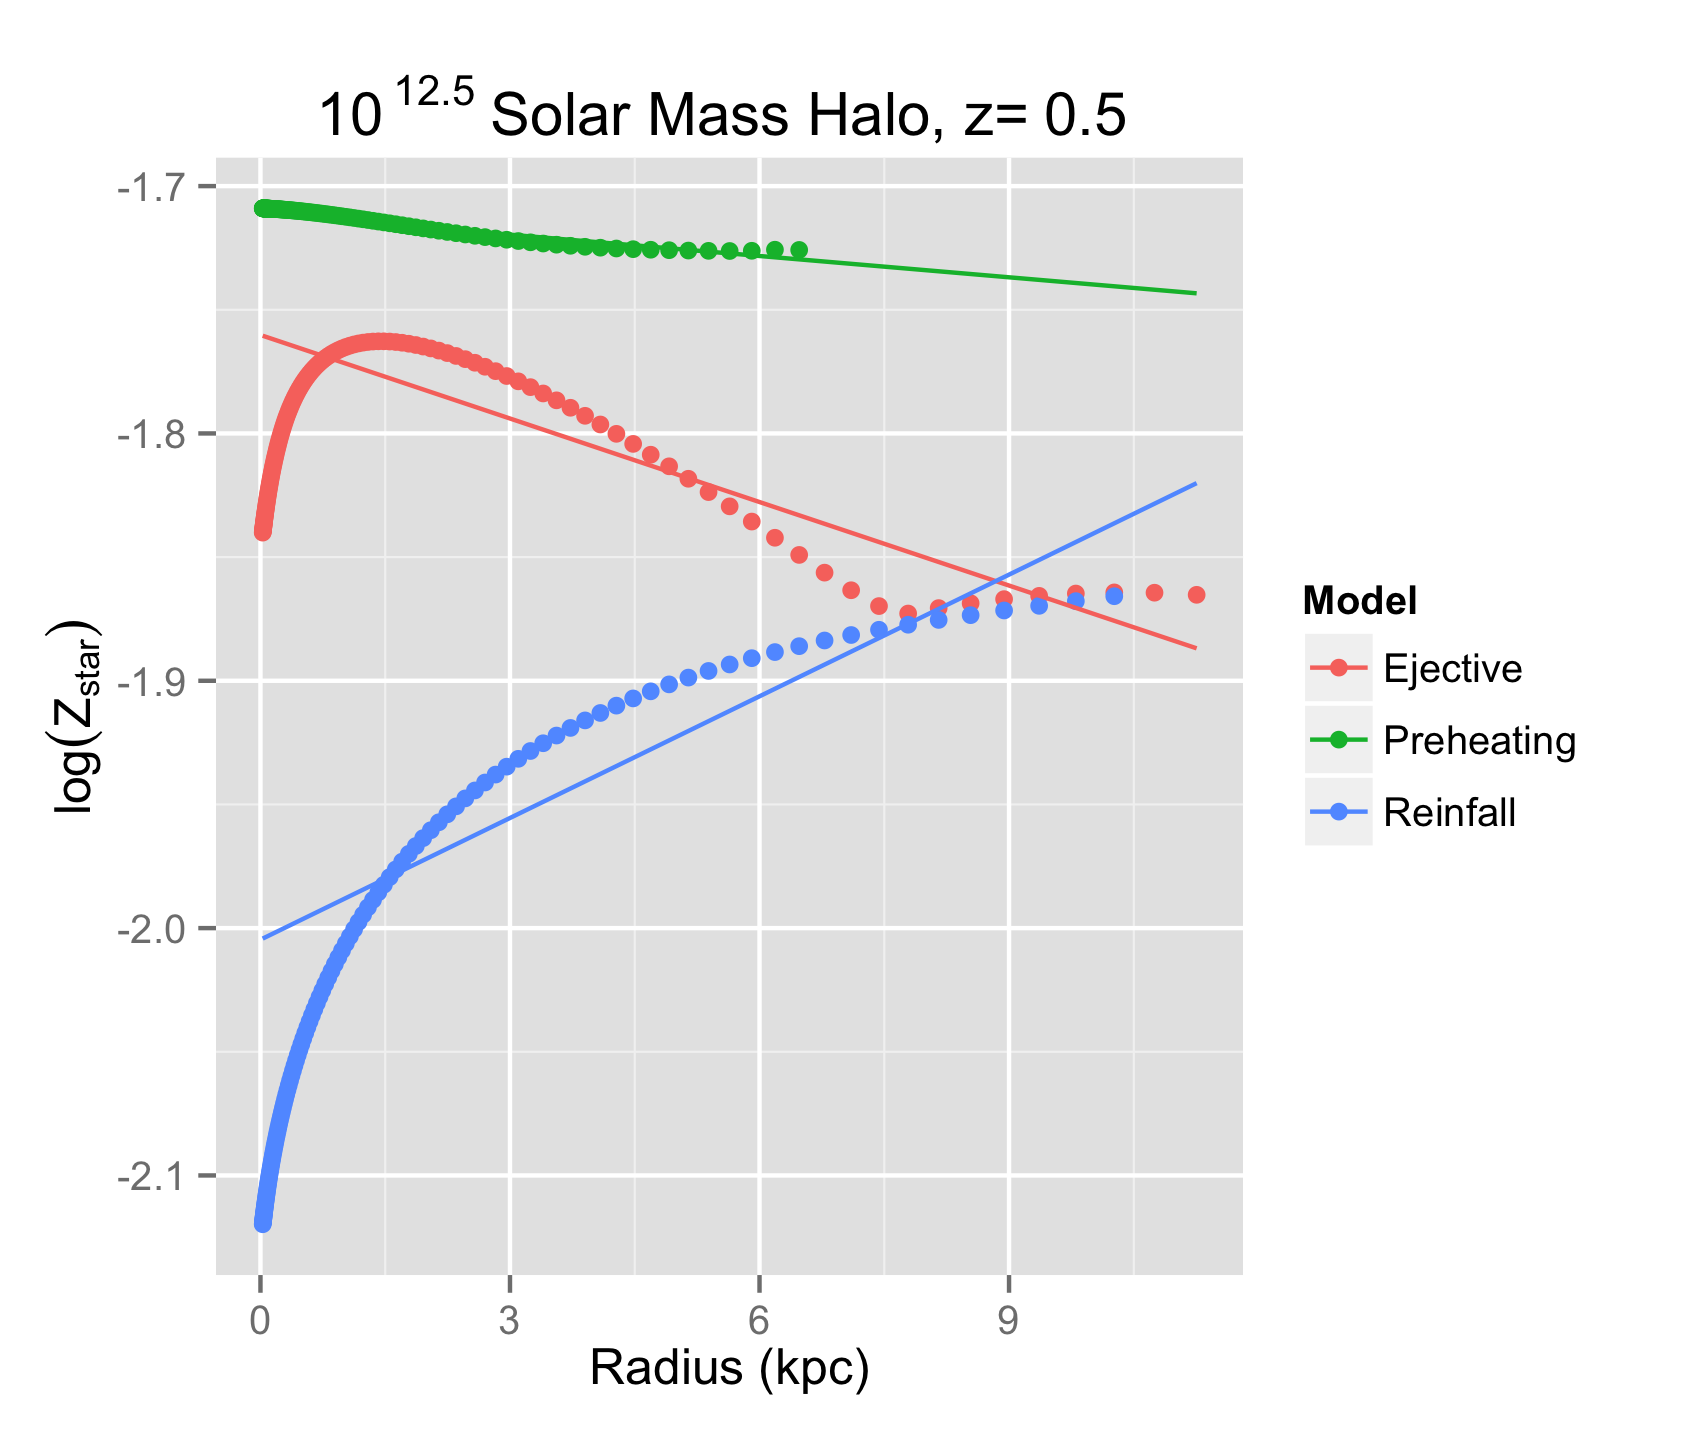 10^12.5 Solar Mass Halo, z= 0.5
-1.7
-1.8
-1.9
-2.0
-2.1
log(Z_star)
0 3 6 9
Radius (kpc)
Model
Ejective
Preheating
Reinfall